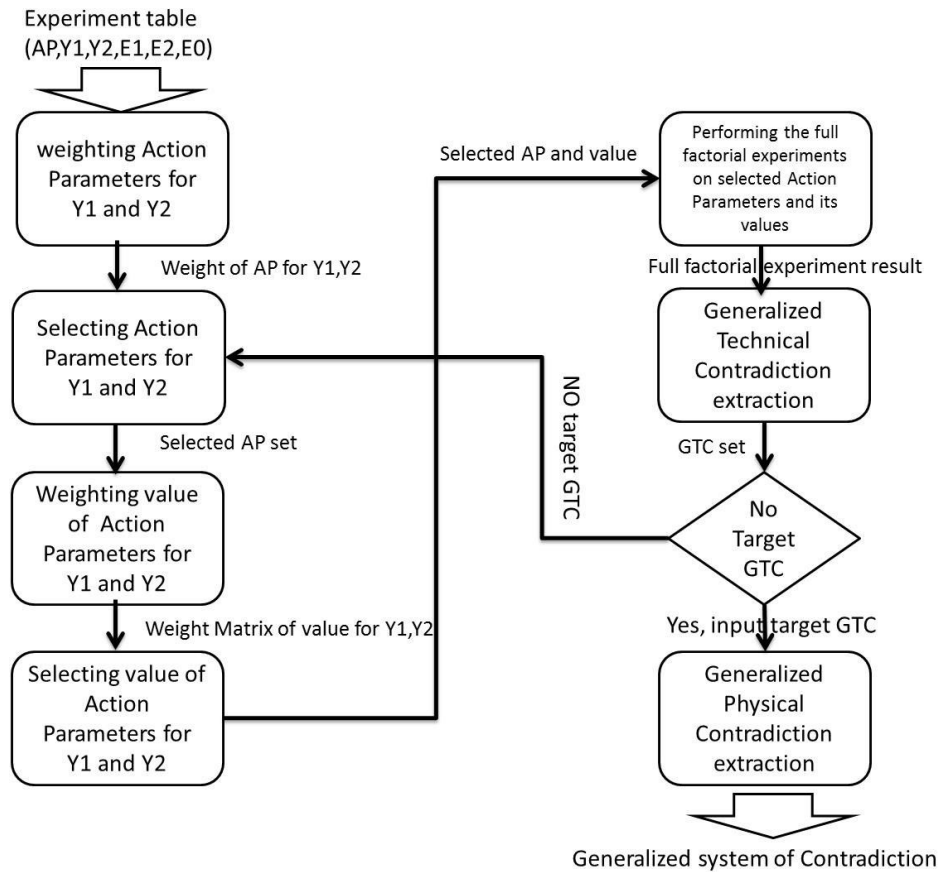 Experiment table
(AP,Y1,Y2,E1,E2,E0)
weighting Action
Parameters for
Y1 and Y2
Weight of AP for Y1,Y2
Selecting Action
Parameters for
Y1 and Y2
Selected AP set
Weighting value
of Action
Parameters for
Y1 and Y2
Weight Matrix of value for Y1,Y2
Selecting value of
Action
Parameters for
Y1 and Y2
Selected AP and value
Performing the full
factorial experiments
on selected Action
Parameters and its
values
Full factorial experiment result
Generalized
Technical
Contradiction
extraction
GTC set
No
Target
GTC
NO target
GTC
Yes, input target GTC
Generalized
Physical
Contradiction
extraction
Generalized system of Contradiction